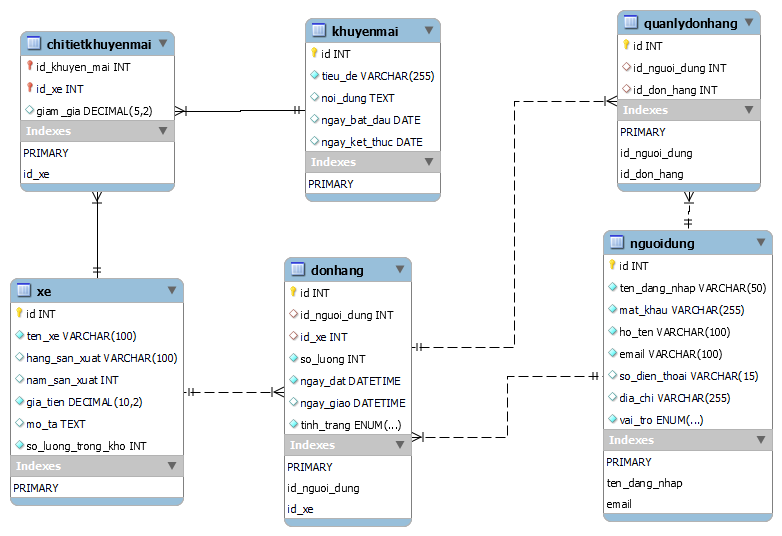 chitietkhuyenmai
id_khuyen_mai INT
id_xe INT
giam _gia DECIMAL(5,2)
Indexes
PRIMARY
id_xe
khuyenmai
id INT
tieu_de VARCHAR(255)
noi_dung TEXT
ngay_bat_dau DATE
ngay_ket_thuc DATE
Indexes
PRIMARY
quanlydonhang
id INT
id_nguoi_dung INT
id_don_hang INT
Indexes
PRIMARY
id_nguoi_dung
id_don_hang
xe
id INT
ten_xe VARCHAR(100)
hang_san_xuat VARCHAR(100)
nam_san_xuat INT
gia_tien DECIMAL(10,2)
mo_ta TEXT
so_luong_trong_kho INT
Indexes
PRIMARY
donhang
id INT
id_nguoi_dung INT
id_xe INT
so_luong INT
ngay_dat DATETIME
ngay_giao DATETIME
tinh_trang ENUM(...)
Indexes
PRIMARY
id_nguoi_dung
id_xe
nguoidung
id INT
ten_dang_nhap VARCHAR(50)
mat_khau VARCHAR(255)
ho_ten VARCHAR(100)
email VARCHAR(100)
so_dien_thoai VARCHAR(15)
dia_chi VARCHAR(255)
vai_tro ENUM(...)
Indexes
PRIMARY
ten_dang_nhap
email